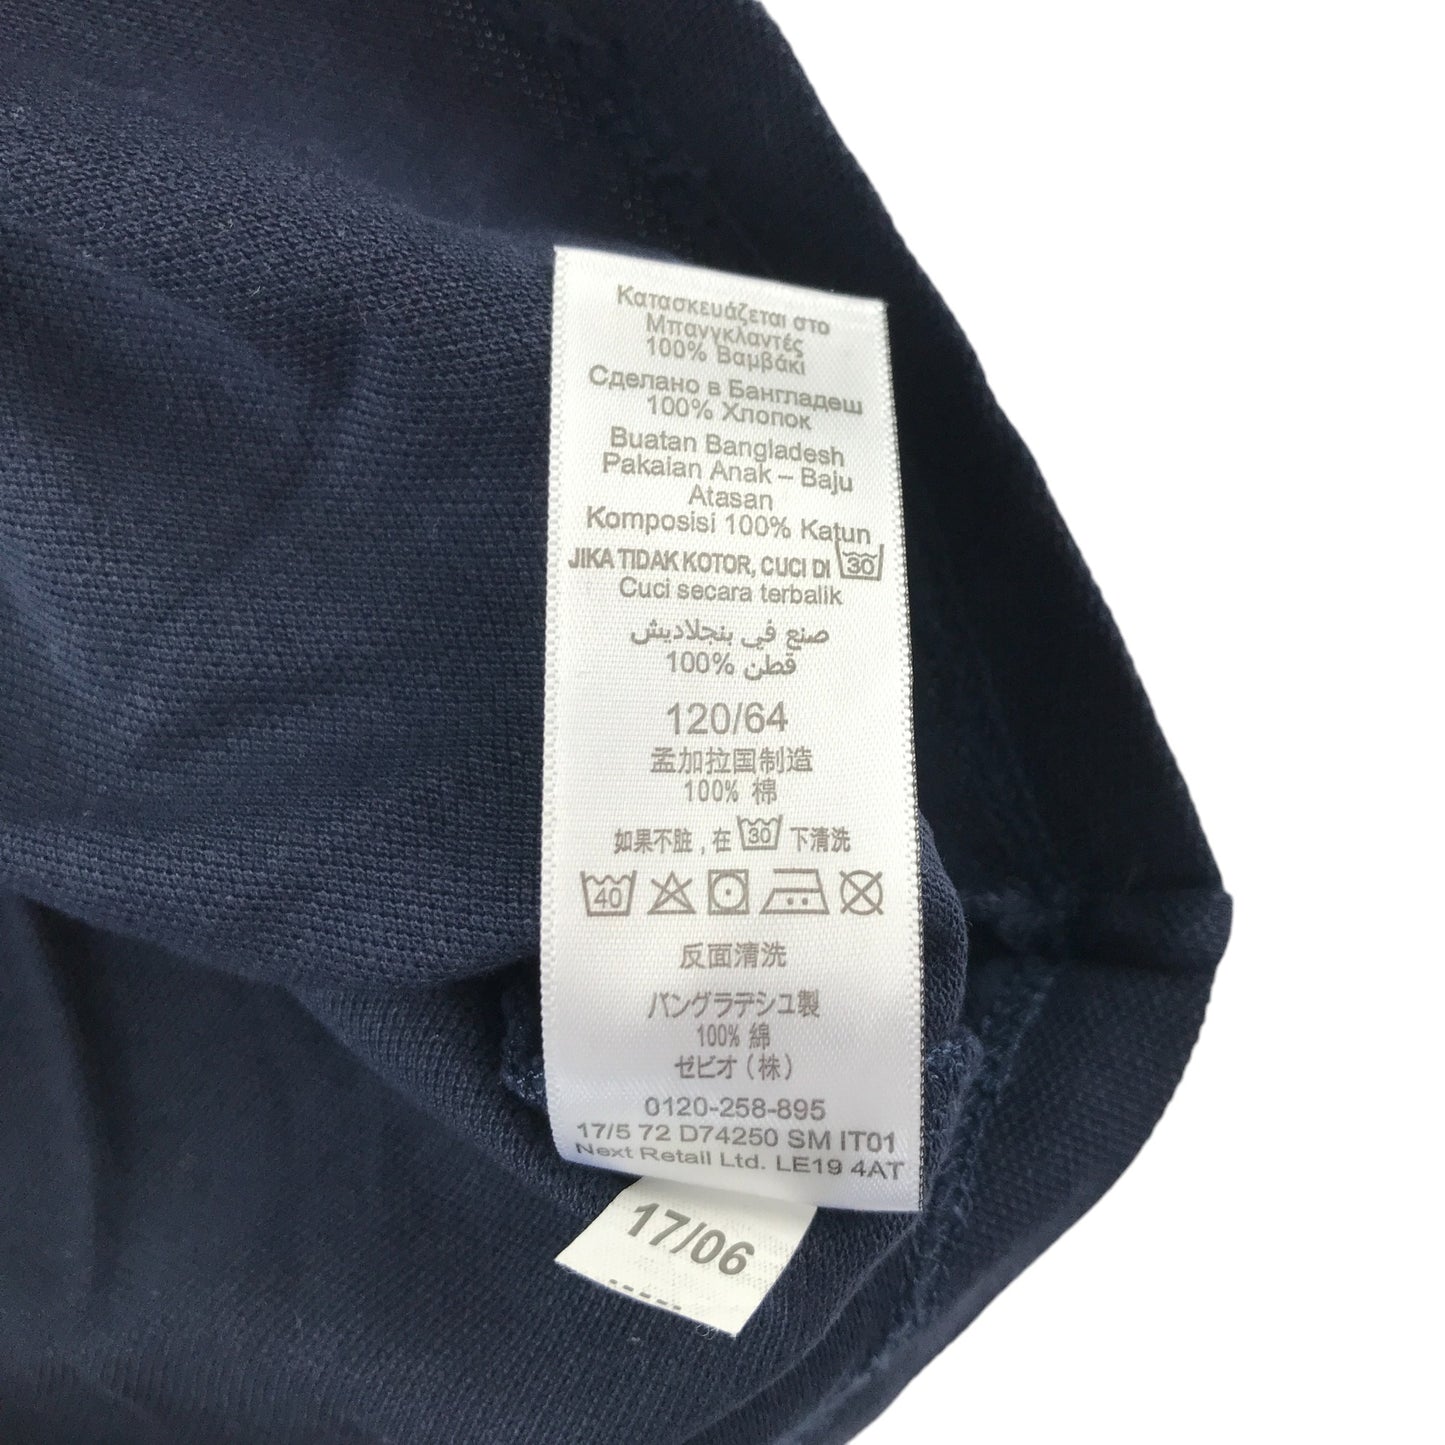 Κατασκευάζεται στο
Μπανγκλαντές
100% Βαμβάκι
Сделано в Бангладеш
100% Хлопок
Buatan Bangladesh
Pakaian Anak – Baju
Atasan
Komposisi 100% Katun
JIKA TIDAK KOTOR, CUCI DI 30
Cuci secara terbalik
صنع في بنجلاديش
100% قطن
120/64
孟加拉国制造
100% 棉
如果不脏，在 30 下清洗
40
反面清洗
バングラデシュ製
100% 綿
ゼビオ（株）
0120-258-895
17/5 72 D74250 SM IT01
Next Retail Ltd. LE19 4AT
17/06